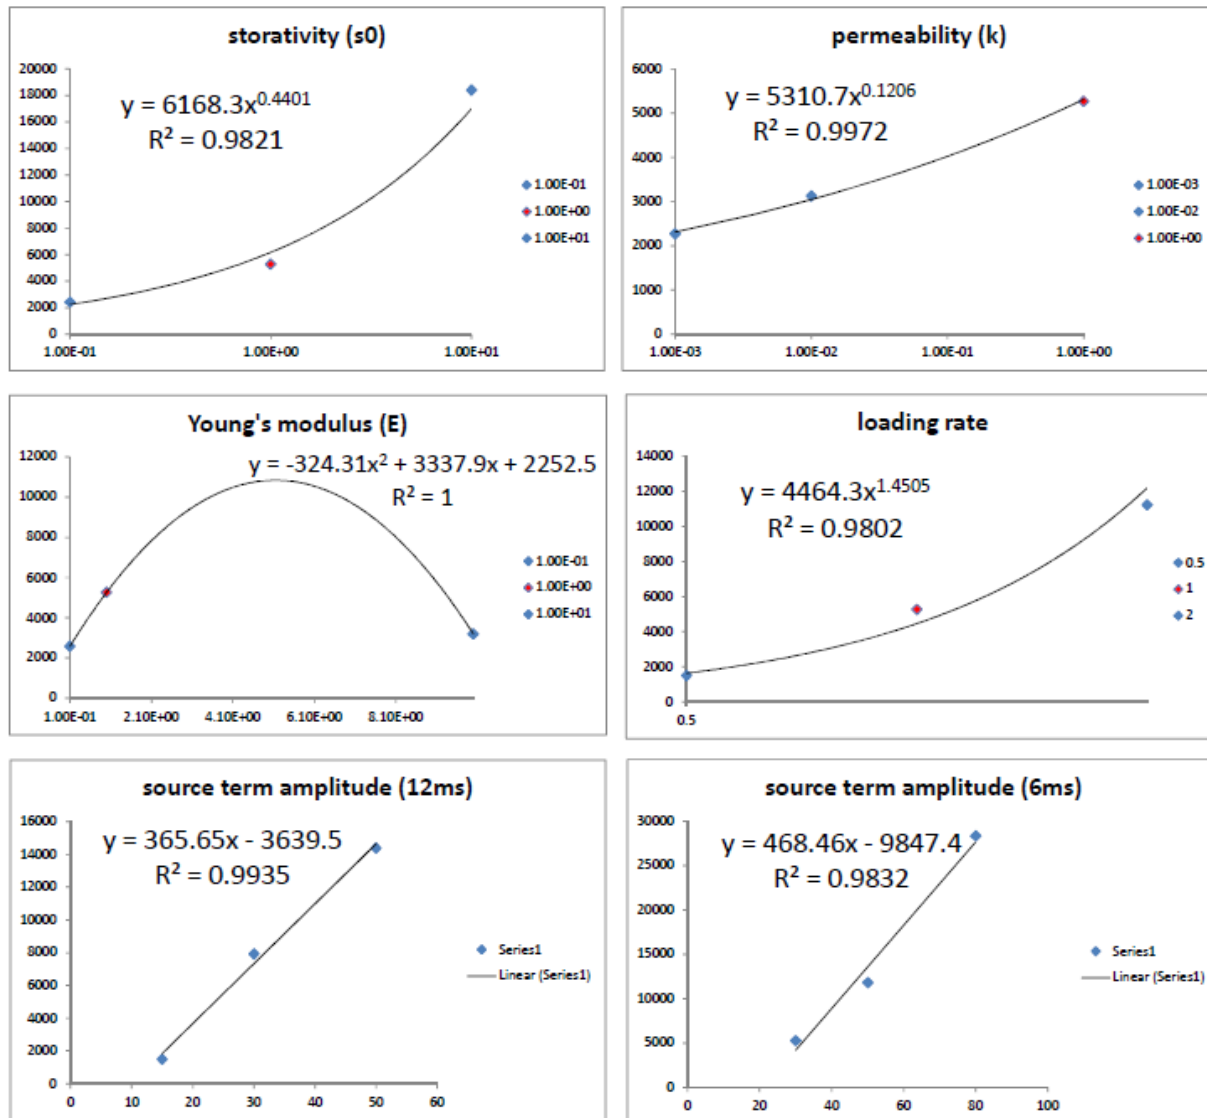 storativity (s0)
20000
18000
16000
14000
12000
10000
8000
6000
4000
2000
0
y = 6168.3x^0.4401
R² = 0.9821
1.00E-01
1.00E+00
1.00E+01
1.00E-01
1.00E+00
1.00E+01
permeability (k)
6000
5000
4000
3000
2000
1000
0
y = 5310.7x^0.1206
R² = 0.9972
1.00E-03
1.00E-02
1.00E+00
1.00E-03
1.00E-02
1.00E-01
1.00E+00
Young's modulus (E)
12000
10000
8000
6000
4000
2000
0
y = -324.31x² + 3337.9x + 2252.5
R² = 1
1.00E-01
1.00E+00
1.00E+01
1.00E-01
2.10E+00
4.10E+00
6.10E+00
8.10E+00
loading rate
14000
12000
10000
8000
6000
4000
2000
0
y = 4464.3x^1.4505
R² = 0.9802
0.5
1
2
0.5
source term amplitude (12ms)
16000
14000
12000
10000
8000
6000
4000
2000
0
y = 365.65x - 3639.5
R² = 0.9935
Series1
Linear (Series1)
0
10
20
30
40
50
60
source term amplitude (6ms)
30000
25000
20000
15000
10000
5000
0
y = 468.46x - 9847.4
R² = 0.9832
Series1
Linear (Series1)
0
20
40
60
80
100